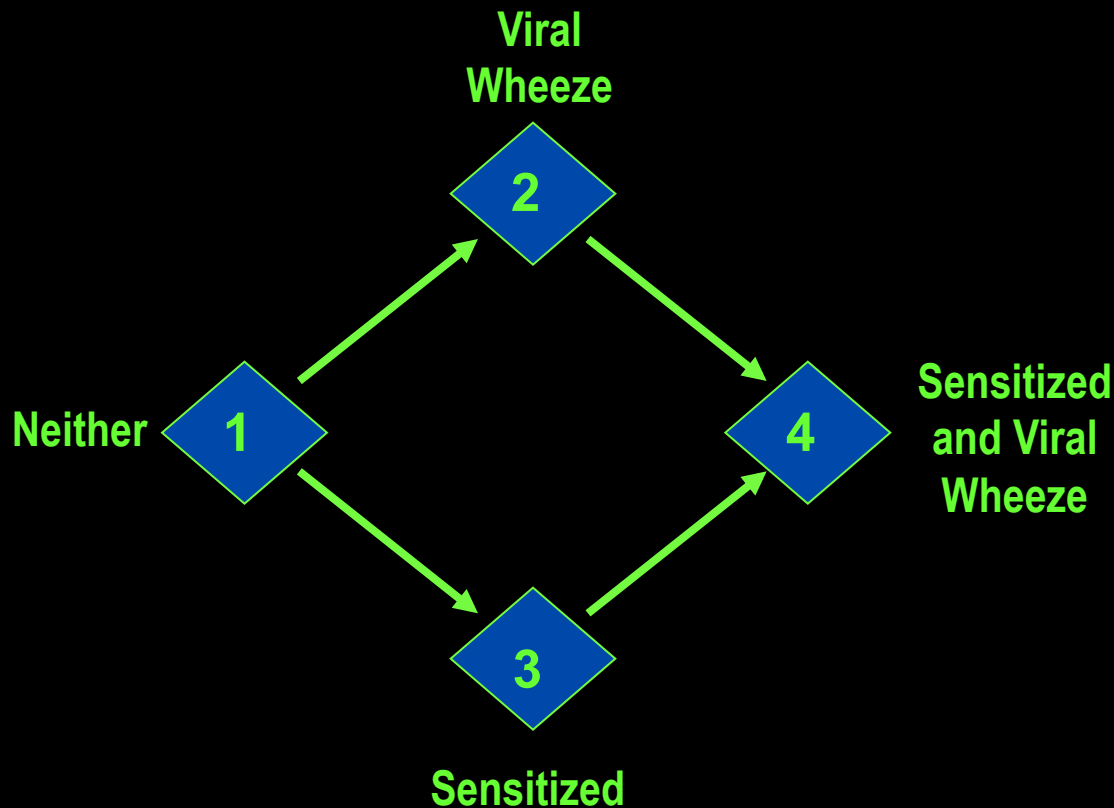 Viral
Wheeze
2
Neither
1
4
Sensitized
and Viral
Wheeze
3
Sensitized